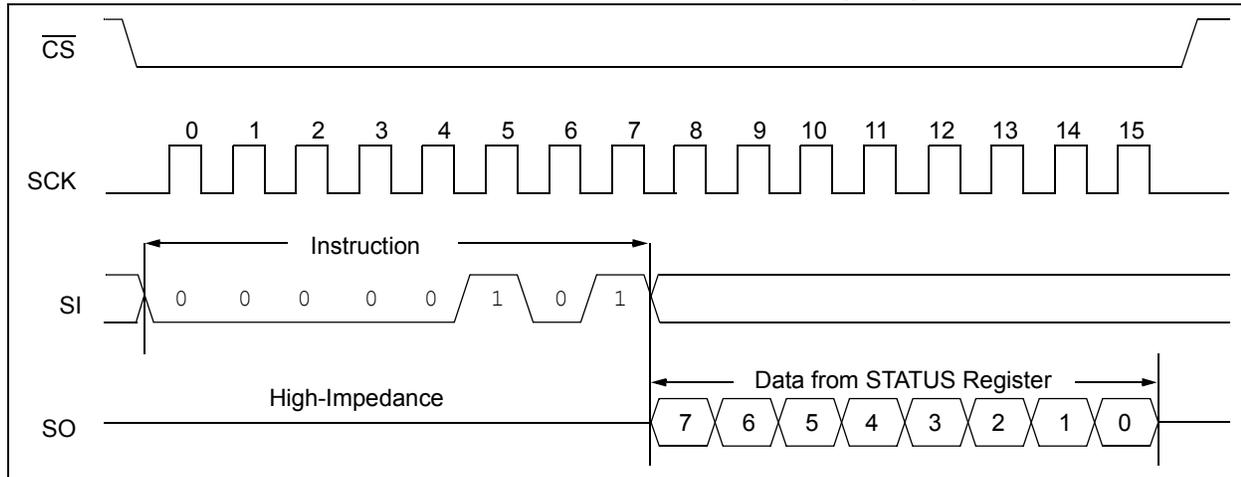 CS
0 1 2 3 4 5 6 7 8 9 10 11 12 13 14 15
SCK
Instruction
SI 0 0 0 0 0 1 0 1
Data from STATUS Register
High-Impedance
SO 7 6 5 4 3 2 1 0